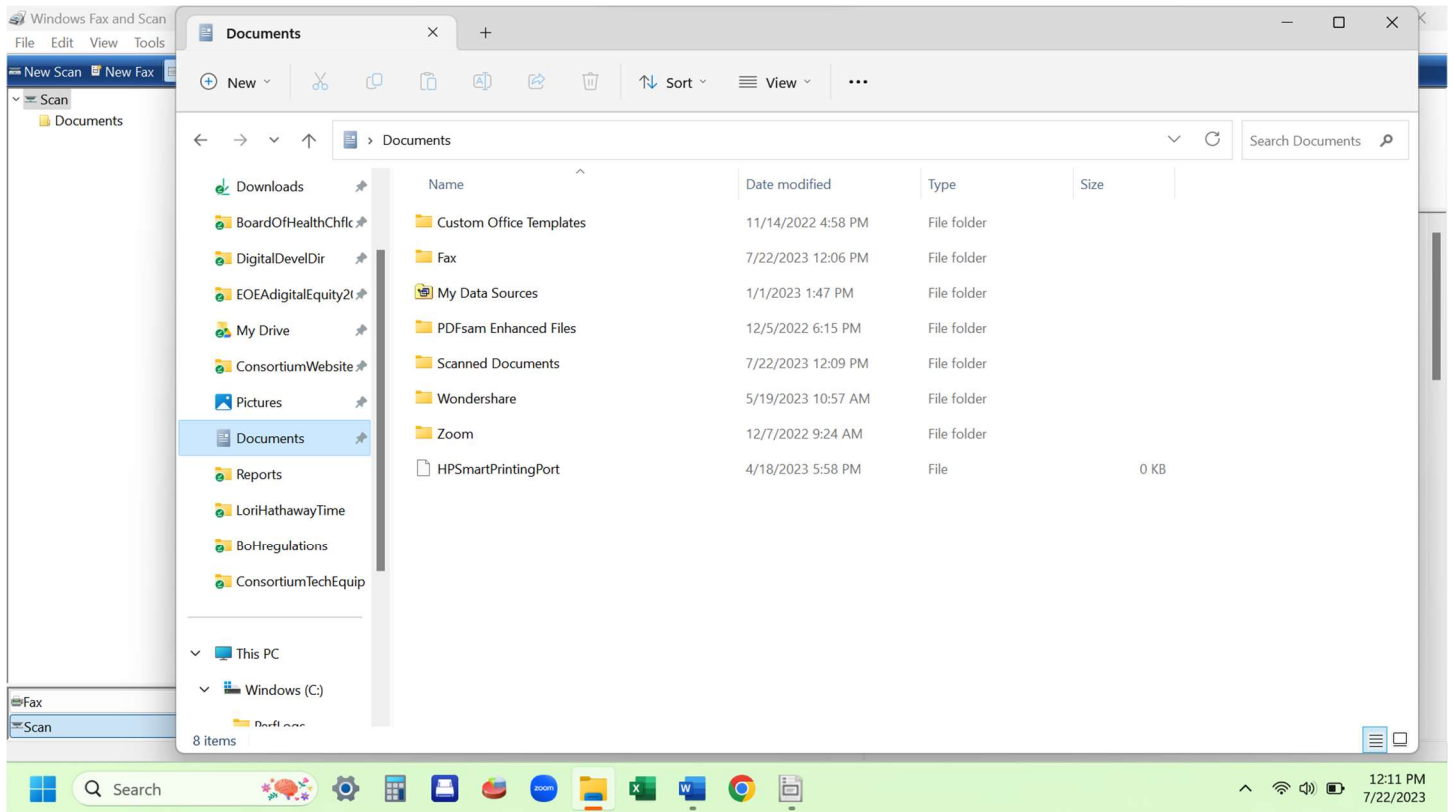 Windows Fax and Scan
File Edit View Tools
New Scan New Fax
Scan
Documents
Fax
Scan
Documents
New Sort View
Documents
Search Documents
Downloads
BoardOfHealthChflc
DigitalDevelDir
EOEAdigitalEquity2(
My Drive
ConsortiumWebsite
Pictures
Documents
Reports
LoriHathawayTime
BoHregulations
ConsortiumTechEquip
This PC
Windows (C:)
PerfLogs
8 items
Name Date modified Type Size
Custom Office Templates 11/14/2022 4:58 PM File folder
Fax 7/22/2023 12:06 PM File folder
My Data Sources 1/1/2023 1:47 PM File folder
PDFsam Enhanced Files 12/5/2022 6:15 PM File folder
Scanned Documents 7/22/2023 12:09 PM File folder
Wondershare 5/19/2023 10:57 AM File folder
Zoom 12/7/2022 9:24 AM File folder
HPSmartPrintingPort 4/18/2023 5:58 PM File 0 KB
Search
zoom
12:11 PM
7/22/2023